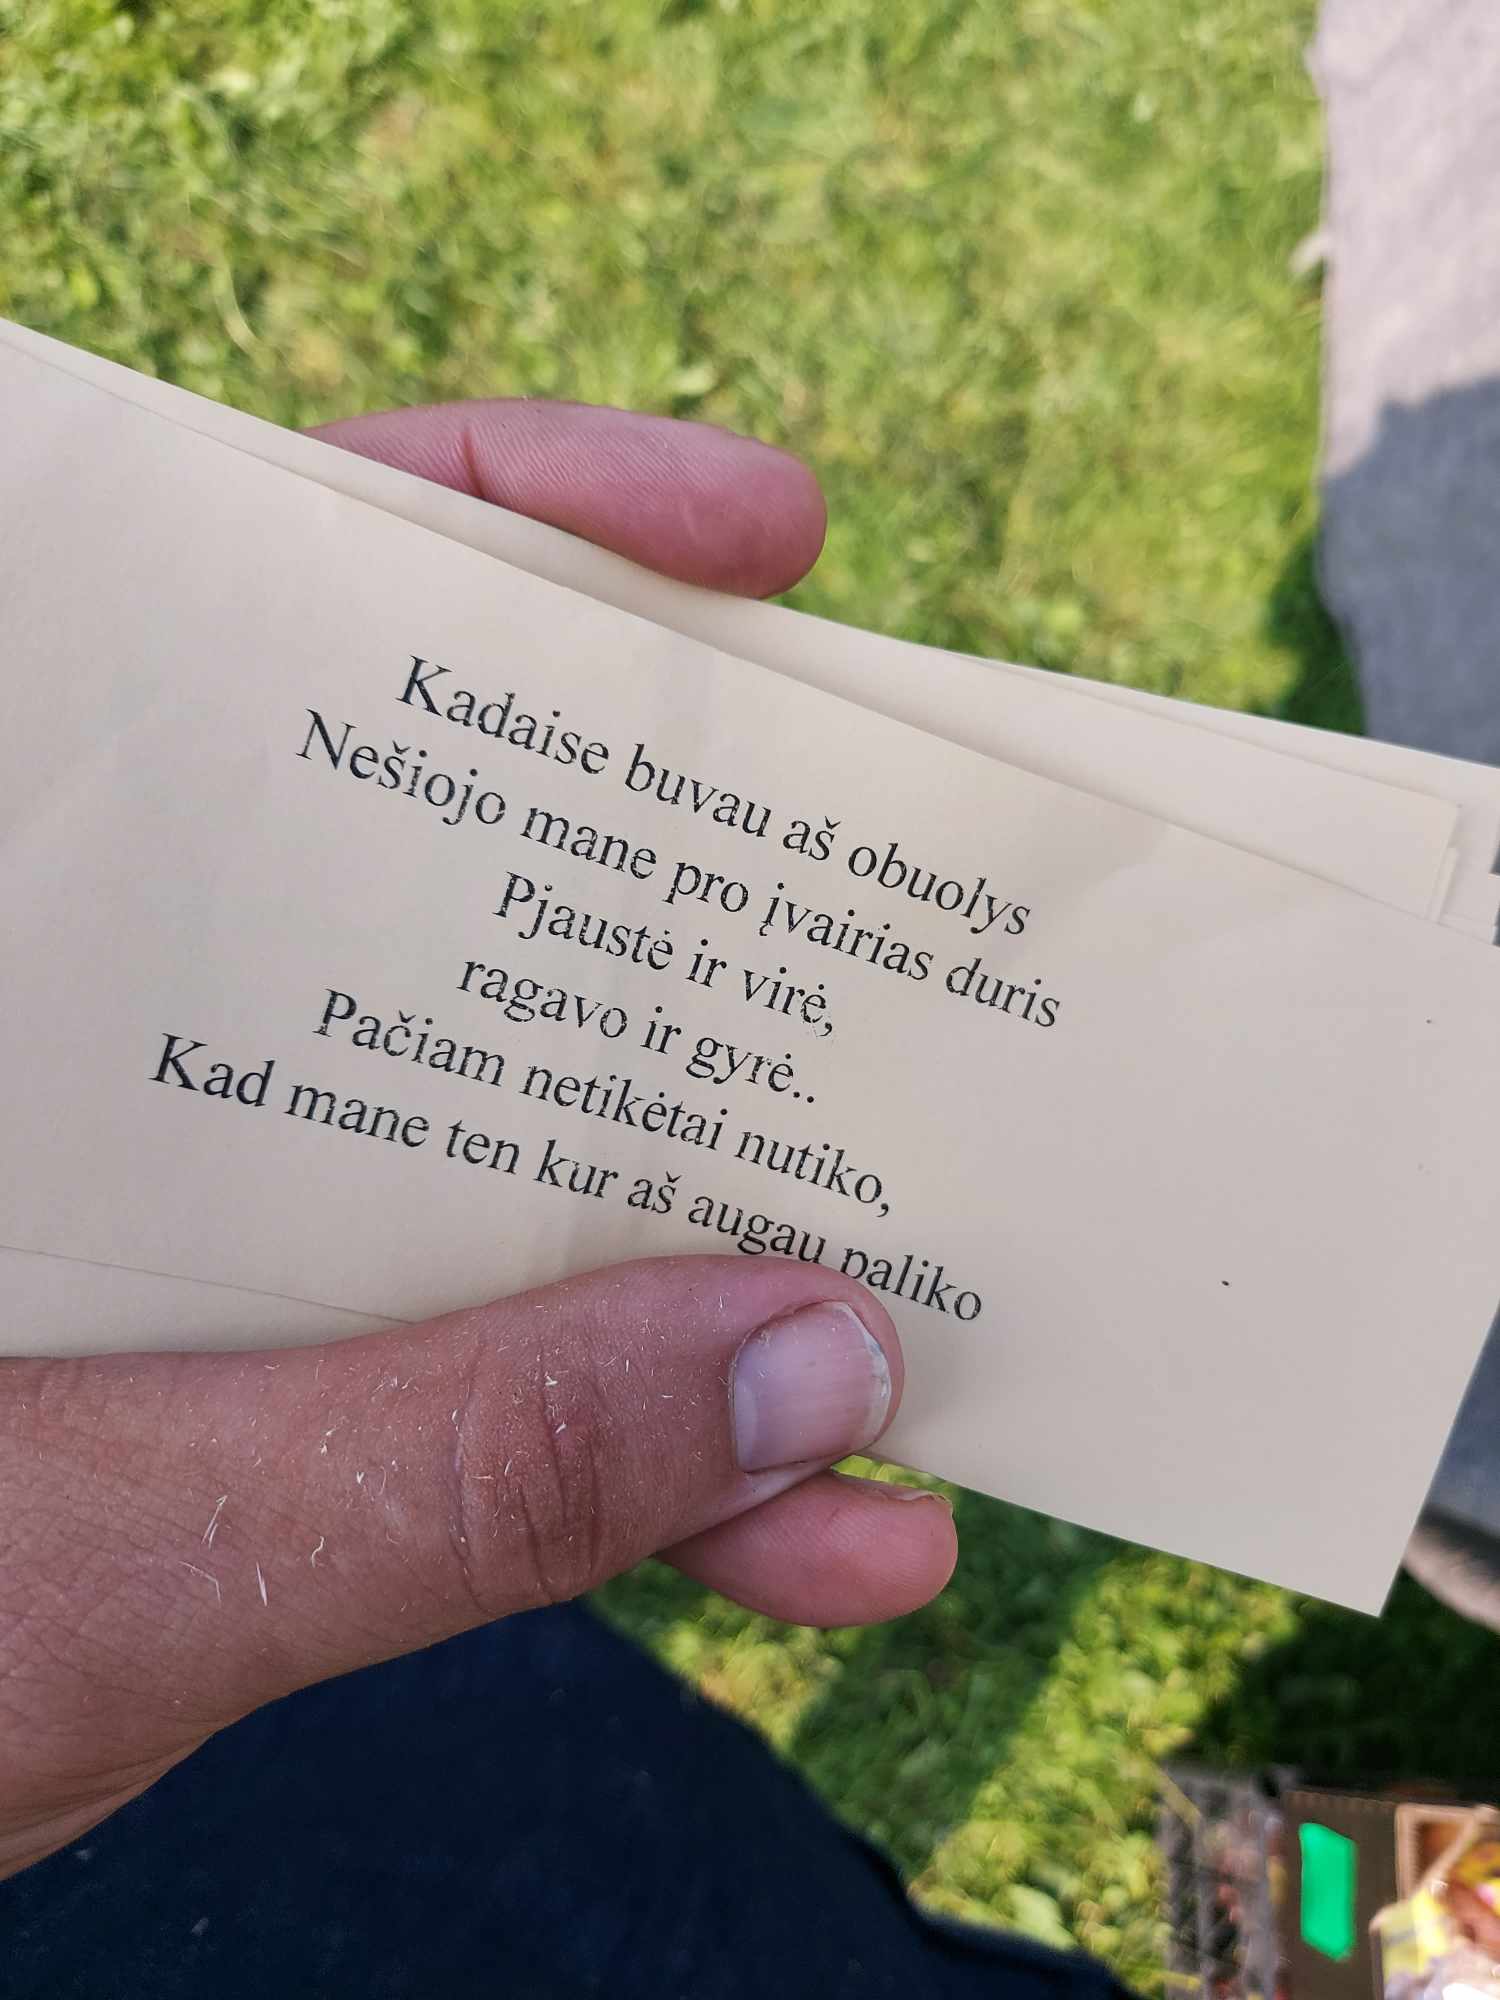 Kadaise buvau aš obuolys
Nešiojo mane pro įvairias duris
Pjaustė ir virė,
ragavo ir gyrė..
Pačiam netikėtai nutiko,
Kad mane ten kur aš augau paliko